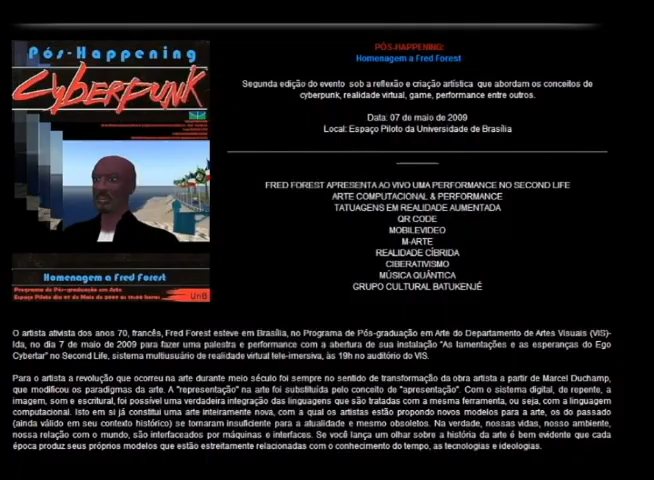 Pós-Happening
CYBERPUNK
Homenagem a Fred Forest
Programa de Pós-graduação em Arte
Espaço Piloto dia 07 de Maio de 2009 às 19:00 horas
UnB
PÓS-HAPPENING:
Homenagem a Fred Forest
Segunda edição do evento sob a reflexão e criação artística que abordam os conceitos de
cyberpunk, realidade virtual, game, performance entre outros.
Data: 07 de maio de 2009
Local: Espaço Piloto da Universidade de Brasília
FRED FOREST APRESENTA AO VIVO UMA PERFORMANCE NO SECOND LIFE
ARTE COMPUTACIONAL & PERFORMANCE
TATUAGENS EM REALIDADE AUMENTADA
QR CODE
MOBILEVIDEO
M-ARTE
REALIDADE CÍBRIDA
CIBERATIVISMO
MÚSICA QUÂNTICA
GRUPO CULTURAL BATUKENJÉ
O artista ativista dos anos 70, francês, Fred Forest esteve em Brasília, no Programa de Pós-graduação em Arte do Departamento de Artes Visuais (VIS)-
Ida, no dia 7 de maio de 2009 para fazer uma palestra e performance com a abertura de sua instalação "As lamentações e as esperanças do Ego
Cybertar" no Second Life, sistema multiusuário de realidade virtual tele-imersiva, às 19h no auditório do VIS.
Para o artista a revolução que ocorreu na arte durante meio século foi sempre no sentido de transformação da obra artística a partir de Marcel Duchamp,
que modificou os paradigmas da arte. A "representação" na arte foi substituída pelo conceito de "apresentação". Com o sistema digital, de repente, a
imagem, som e escritural, foi possível uma verdadeira integração das linguagens que são tratadas com a mesma ferramenta, ou seja, com a linguagem
computacional. Isto em si já constitui uma arte inteiramente nova, com a qual os artistas estão propondo novos modelos para a arte, os do passado
(ainda válido em seu contexto histórico) se tornaram insuficiente para a atualidade e mesmo obsoletos. Na verdade, nossas vidas, nosso ambiente,
nossa relação com o mundo, são interfaceados por máquinas e interfaces. Se você lança um olhar sobre a história da arte é bem evidente que cada
época produz seus próprios modelos que estão estreitamente relacionadas com o conhecimento do tempo, as tecnologias e ideologias.